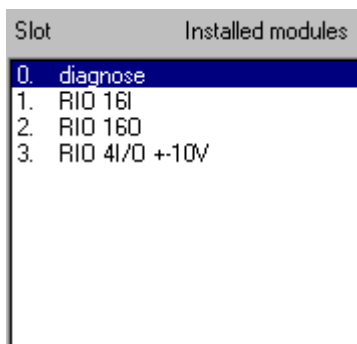 Slot Installed modules
0. diagnose
1. RIO 16I
2. RIO 16O
3. RIO 4I/O +-10V